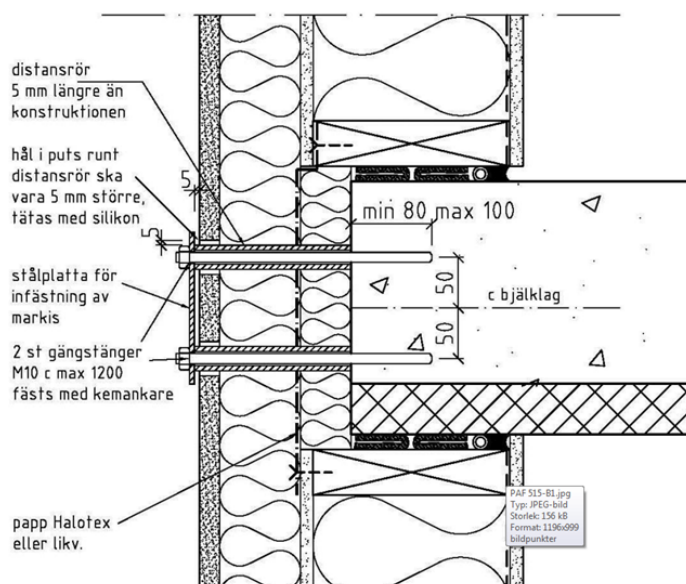 distansrör
5 mm längre än
konstruktionen
hål i puts runt
distansrör ska
vara 5 mm större,
tätas med silikon
5
5
stålplatta för
infästning av
markis
2 st gängstänger
M10 c max 1200
fästs med kemankare
papp Halotex
eller likv.
min 80 max 100
50
c bjälklag
50
PAF 515-B1.jpg
Typ: JPEG-bild
Storlek: 156 kB
Format: 1196x999
bildpunkter